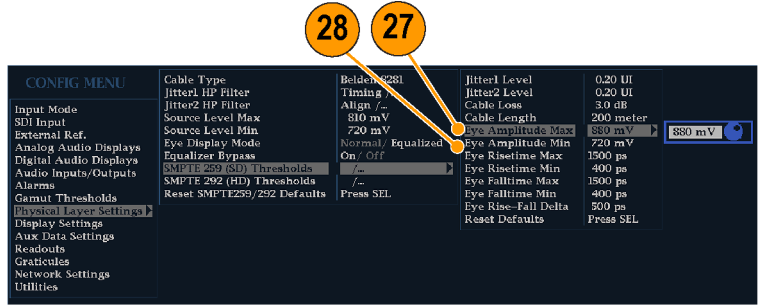 28 27
CONFIG MENU
Input Mode
SDI Input
External Ref.
Analog Audio Displays
Digital Audio Displays
Audio Inputs/Outputs
Alarms
Gamut Thresholds
Physical Layer Settings
Display Settings
Aux Data Settings
Readouts
Graticules
Network Settings
Utilities
Cable Type Belden 8281
Jitter1 HP Filter Timing /...
Jitter2 HP Filter Align /...
Source Level Max 810 mV
Source Level Min 720 mV
Eye Display Mode Normal/ Equalized
Equalizer Bypass On/ Off
SMPTE 259 (SD) Thresholds /...
SMPTE 292 (HD) Thresholds /...
Reset SMPTE259/292 Defaults Press SEL
Jitter1 Level 0.20 UI
Jitter2 Level 0.20 UI
Cable Loss 3.0 dB
Cable Length 200 meter
Eye Amplitude Max 880 mV
Eye Amplitude Min 720 mV
Eye Risetime Max 1500 ps
Eye Risetime Min 400 ps
Eye Falltime Max 1500 ps
Eye Falltime Min 400 ps
Eye Rise-Fall Delta 500 ps
Reset Defaults Press SEL
880 mV